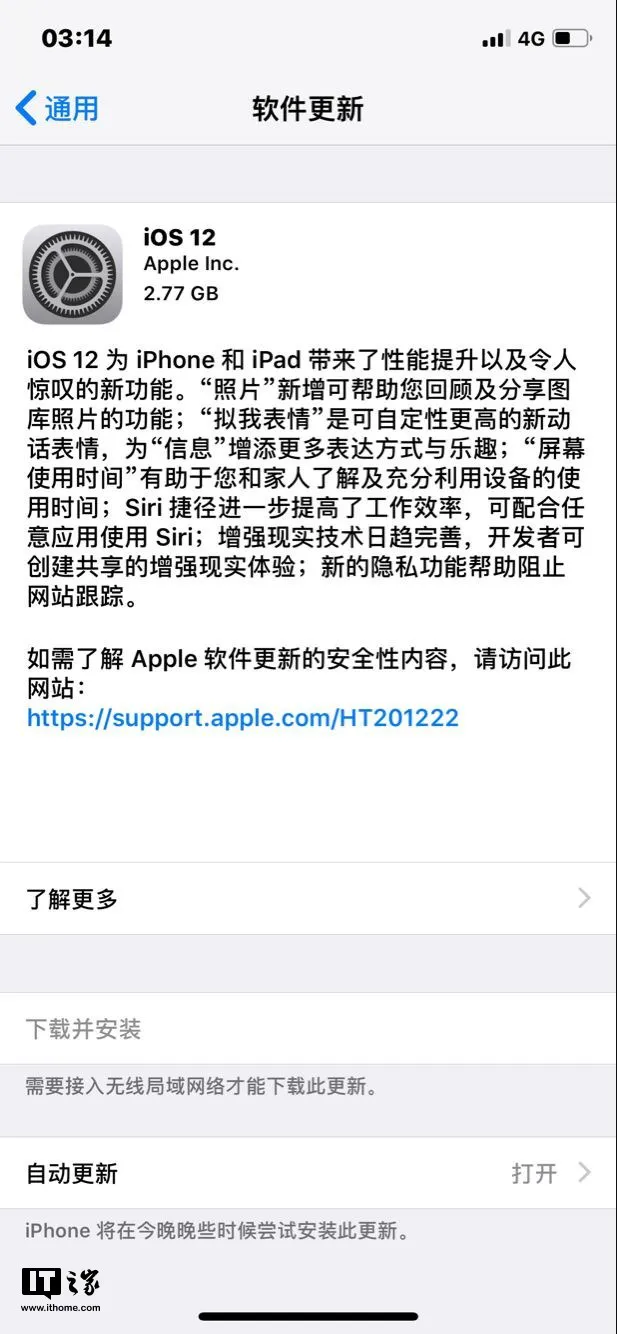 03:14
4G
通用
软件更新
iOS 12
Apple Inc.
2.77 GB
iOS 12 为 iPhone 和 iPad 带来了性能提升以及令人
惊叹的新功能。“照片”新增可帮助您回顾及分享图
库照片的功能；“拟我表情”是可自定性更高的新动
话表情，为“信息”增添更多表达方式与乐趣；“屏幕
使用时间”有助于您和家人了解及充分利用设备的使
用时间；Siri 捷径进一步提高了工作效率，可配合任
意应用使用 Siri；增强现实技术日趋完善，开发者可
创建共享的增强现实体验；新的隐私功能帮助阻止
网站跟踪。
如需了解 Apple 软件更新的安全性内容，请访问此
网站：
https://support.apple.com/HT201222
了解更多
下载并安装
需要接入无线局域网络才能下载此更新。
自动更新
打开
iPhone 将在今晚晚些时候尝试安装此更新。
IT之家
www.ithome.com